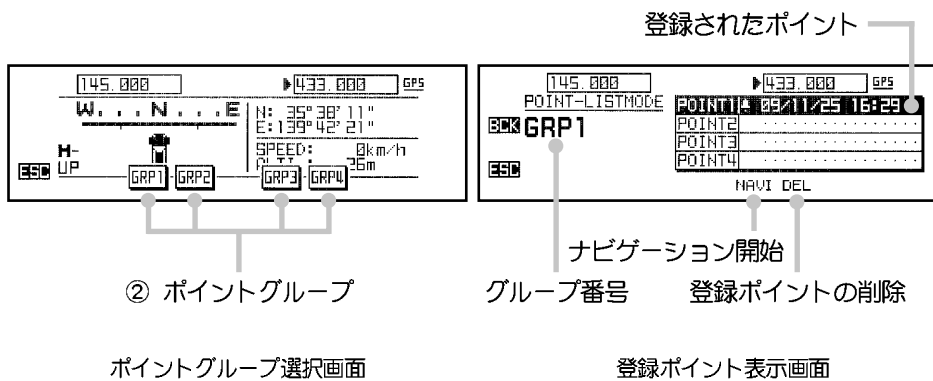 登録されたポイント
145.000
▶433.000 GPS
W...N...E
N: 35°38'11"
E:139°42'21"
SPEED: 0km/h
26m
H-UP
ESC
GRP1 GRP2 GRP3 GRP4
② ポイントグループ
ポイントグループ選択画面
145.000
▶433.000 GPS
POINT-LISTMODE
BCK GRP1
ESC
POINT1 09/11/25 16:29
POINT2
POINT3
POINT4
NAVI DEL
ナビゲーション開始
グループ番号
登録ポイントの削除
登録ポイント表示画面